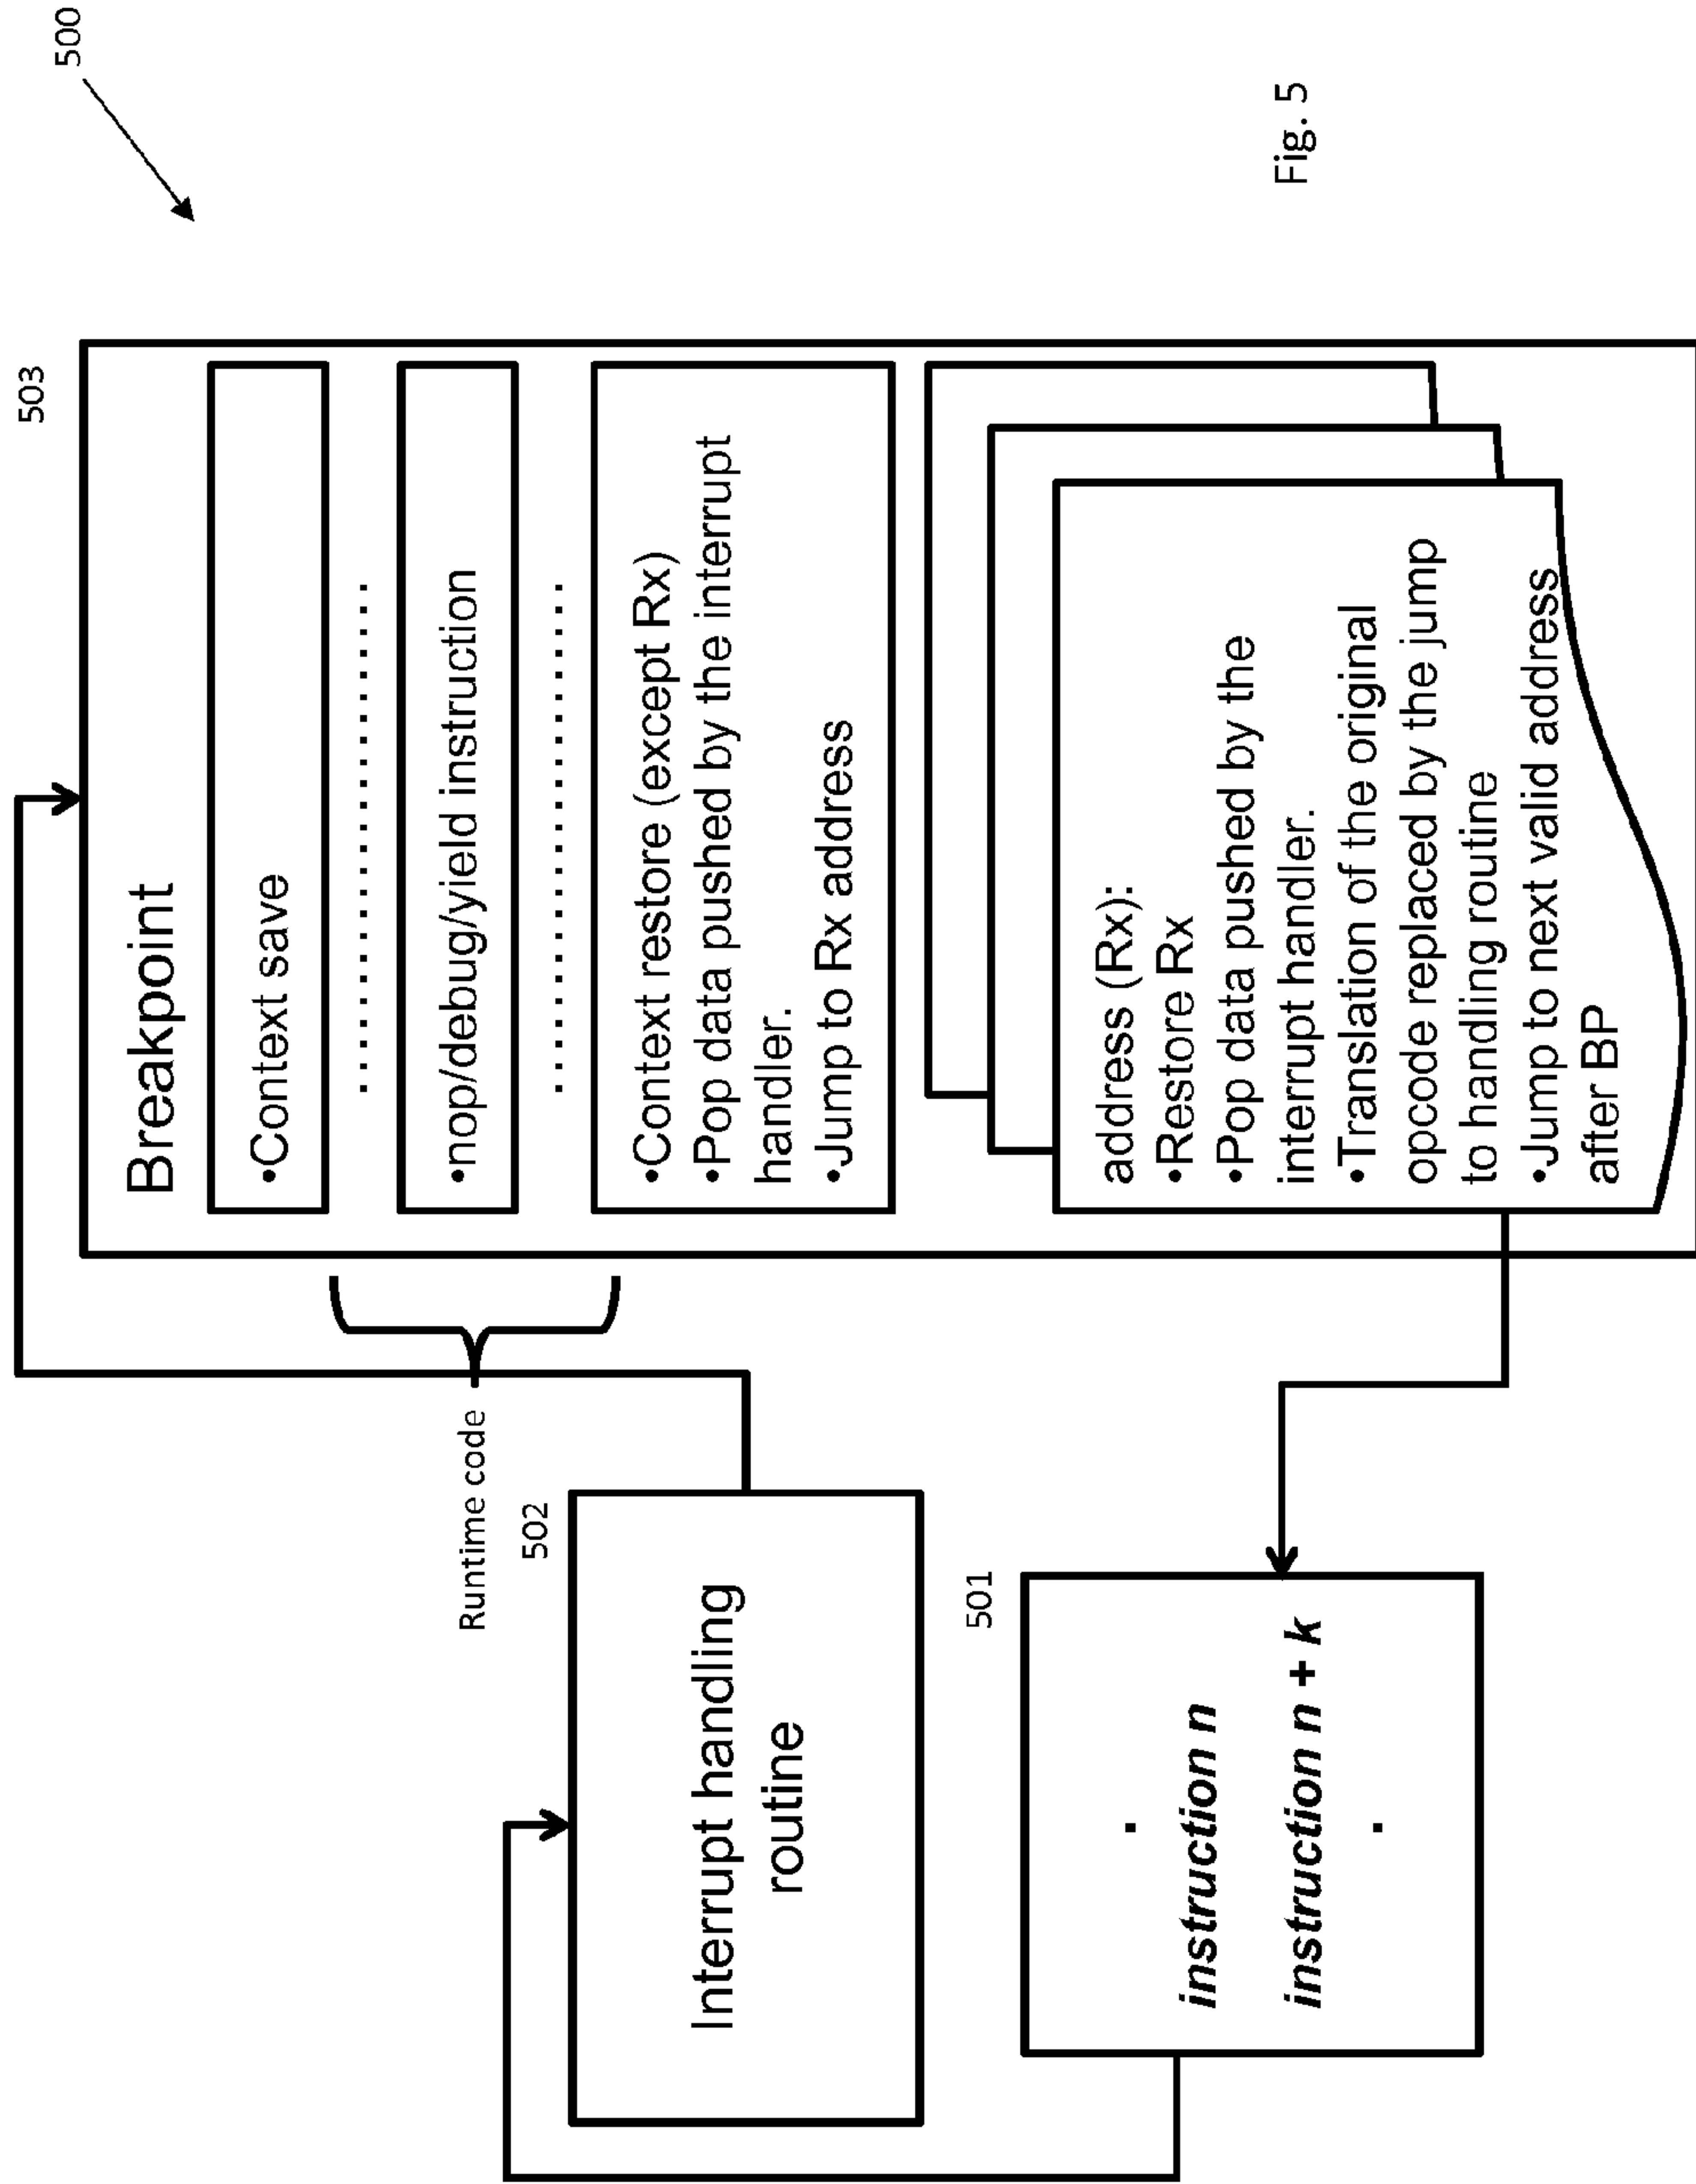 500
503
Breakpoint
•Context save
...................
•nop/debug/yield instruction
...................
•Context restore (except Rx)
•Pop data pushed by the interrupt
handler.
•Jump to Rx address
address (Rx):
•Restore Rx
•Pop data pushed by the
interrupt handler.
•Translation of the original
opcode replaced by the jump
to handling routine
•Jump to next valid address
after BP
Runtime code
502
Interrupt handling
routine
501
.
instruction n
instruction n + k
.
Fig. 5